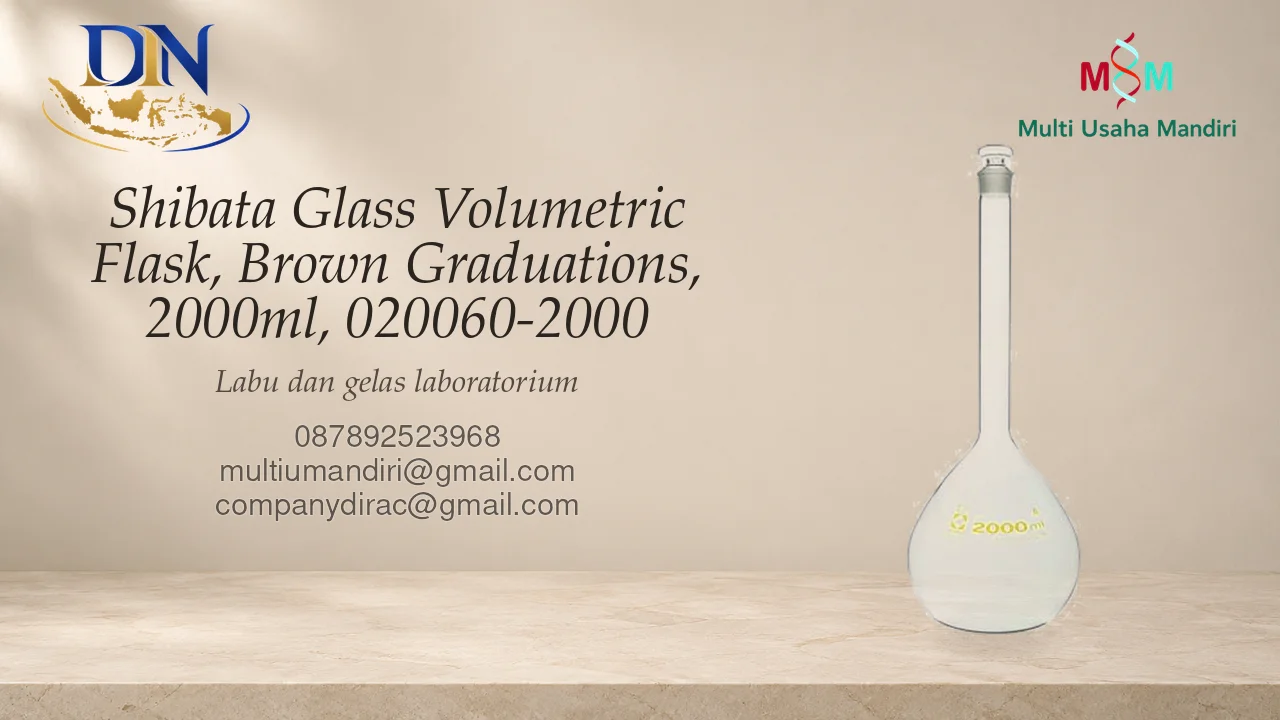 DIN
M M
Multi Usaha Mandiri
Shibata Glass Volumetric
Flask, Brown Graduations,
2000ml, 020060-2000
Labu dan gelas laboratorium
087892523968
multiumandiri@gmail.com
companydirac@gmail.com
2000ml